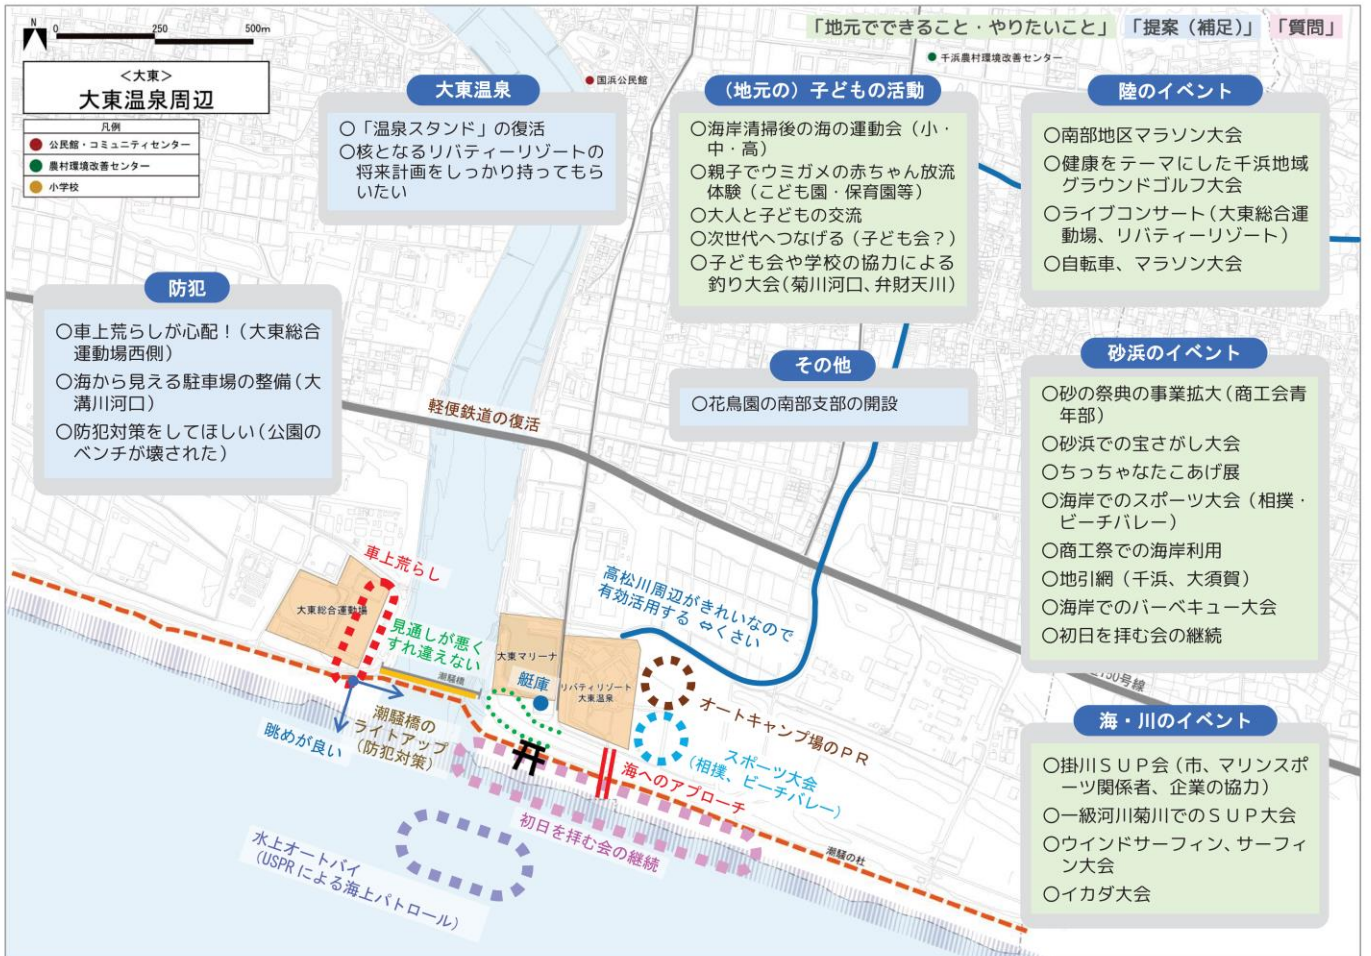 N
0 250 500m
<大東>
大東温泉周辺
凡例
公民館・コミュニティセンター
農村環境改善センター
小学校
「地元でできること・やりたいこと」「提案（補足）」「質問」
国浜公民館
千浜農村環境改善センター
大東温泉
○「温泉スタンド」の復活
○核となるリバティーリゾートの
将来計画をしっかり持ってもら
いたい
（地元の）子どもの活動
○海岸清掃後の海の運動会（小・
中・高）
○親子でウミガメの赤ちゃん放流
体験（こども園・保育園等）
○大人と子どもの交流
○次世代へつなげる（子ども会？）
○子ども会や学校の協力による
釣り大会（菊川河口、弁財天川）
陸のイベント
○南部地区マラソン大会
○健康をテーマにした千浜地域
グラウンドゴルフ大会
○ライブコンサート（大東総合運
動場、リバティーリゾート）
○自転車、マラソン大会
防犯
○車上荒らしが心配！（大東総合
運動場西側）
○海から見える駐車場の整備（大
溝川河口）
○防犯対策をしてほしい（公園の
ベンチが壊された）
その他
○花鳥園の南部支部の開設
砂浜のイベント
○砂の祭典の事業拡大（商工会青
年部）
○砂浜での宝さがし大会
○ちっちゃなたこあげ展
○海岸でのスポーツ大会（相撲・
ビーチバレー）
○商工祭での海岸利用
○地引網（千浜、大須賀）
○海岸でのバーベキュー大会
○初日を拝む会の継続
海・川のイベント
○掛川ＳＵＰ会（市、マリンスポ
ーツ関係者、企業の協力）
○一級河川菊川でのＳＵＰ大会
○ウインドサーフィン、サーフィ
ン大会
○イカダ大会
軽便鉄道の復活
車上荒らし
大東総合運動場
見通しが悪く
すれ違えない
潮騒橋
大東マリーナ
艇庫
リバティリゾート
大東温泉
高松川周辺がきれいなので
有効活用する ⇔くさい
150号線
オートキャンプ場のＰＲ
スポーツ大会
（相撲、ビーチバレー）
眺めが良い
潮騒橋の
ライトアップ
（防犯対策）
海へのアプローチ
初日を拝む会の継続
潮騒の杜
水上オートバイ
（USPRによる海上パトロール）